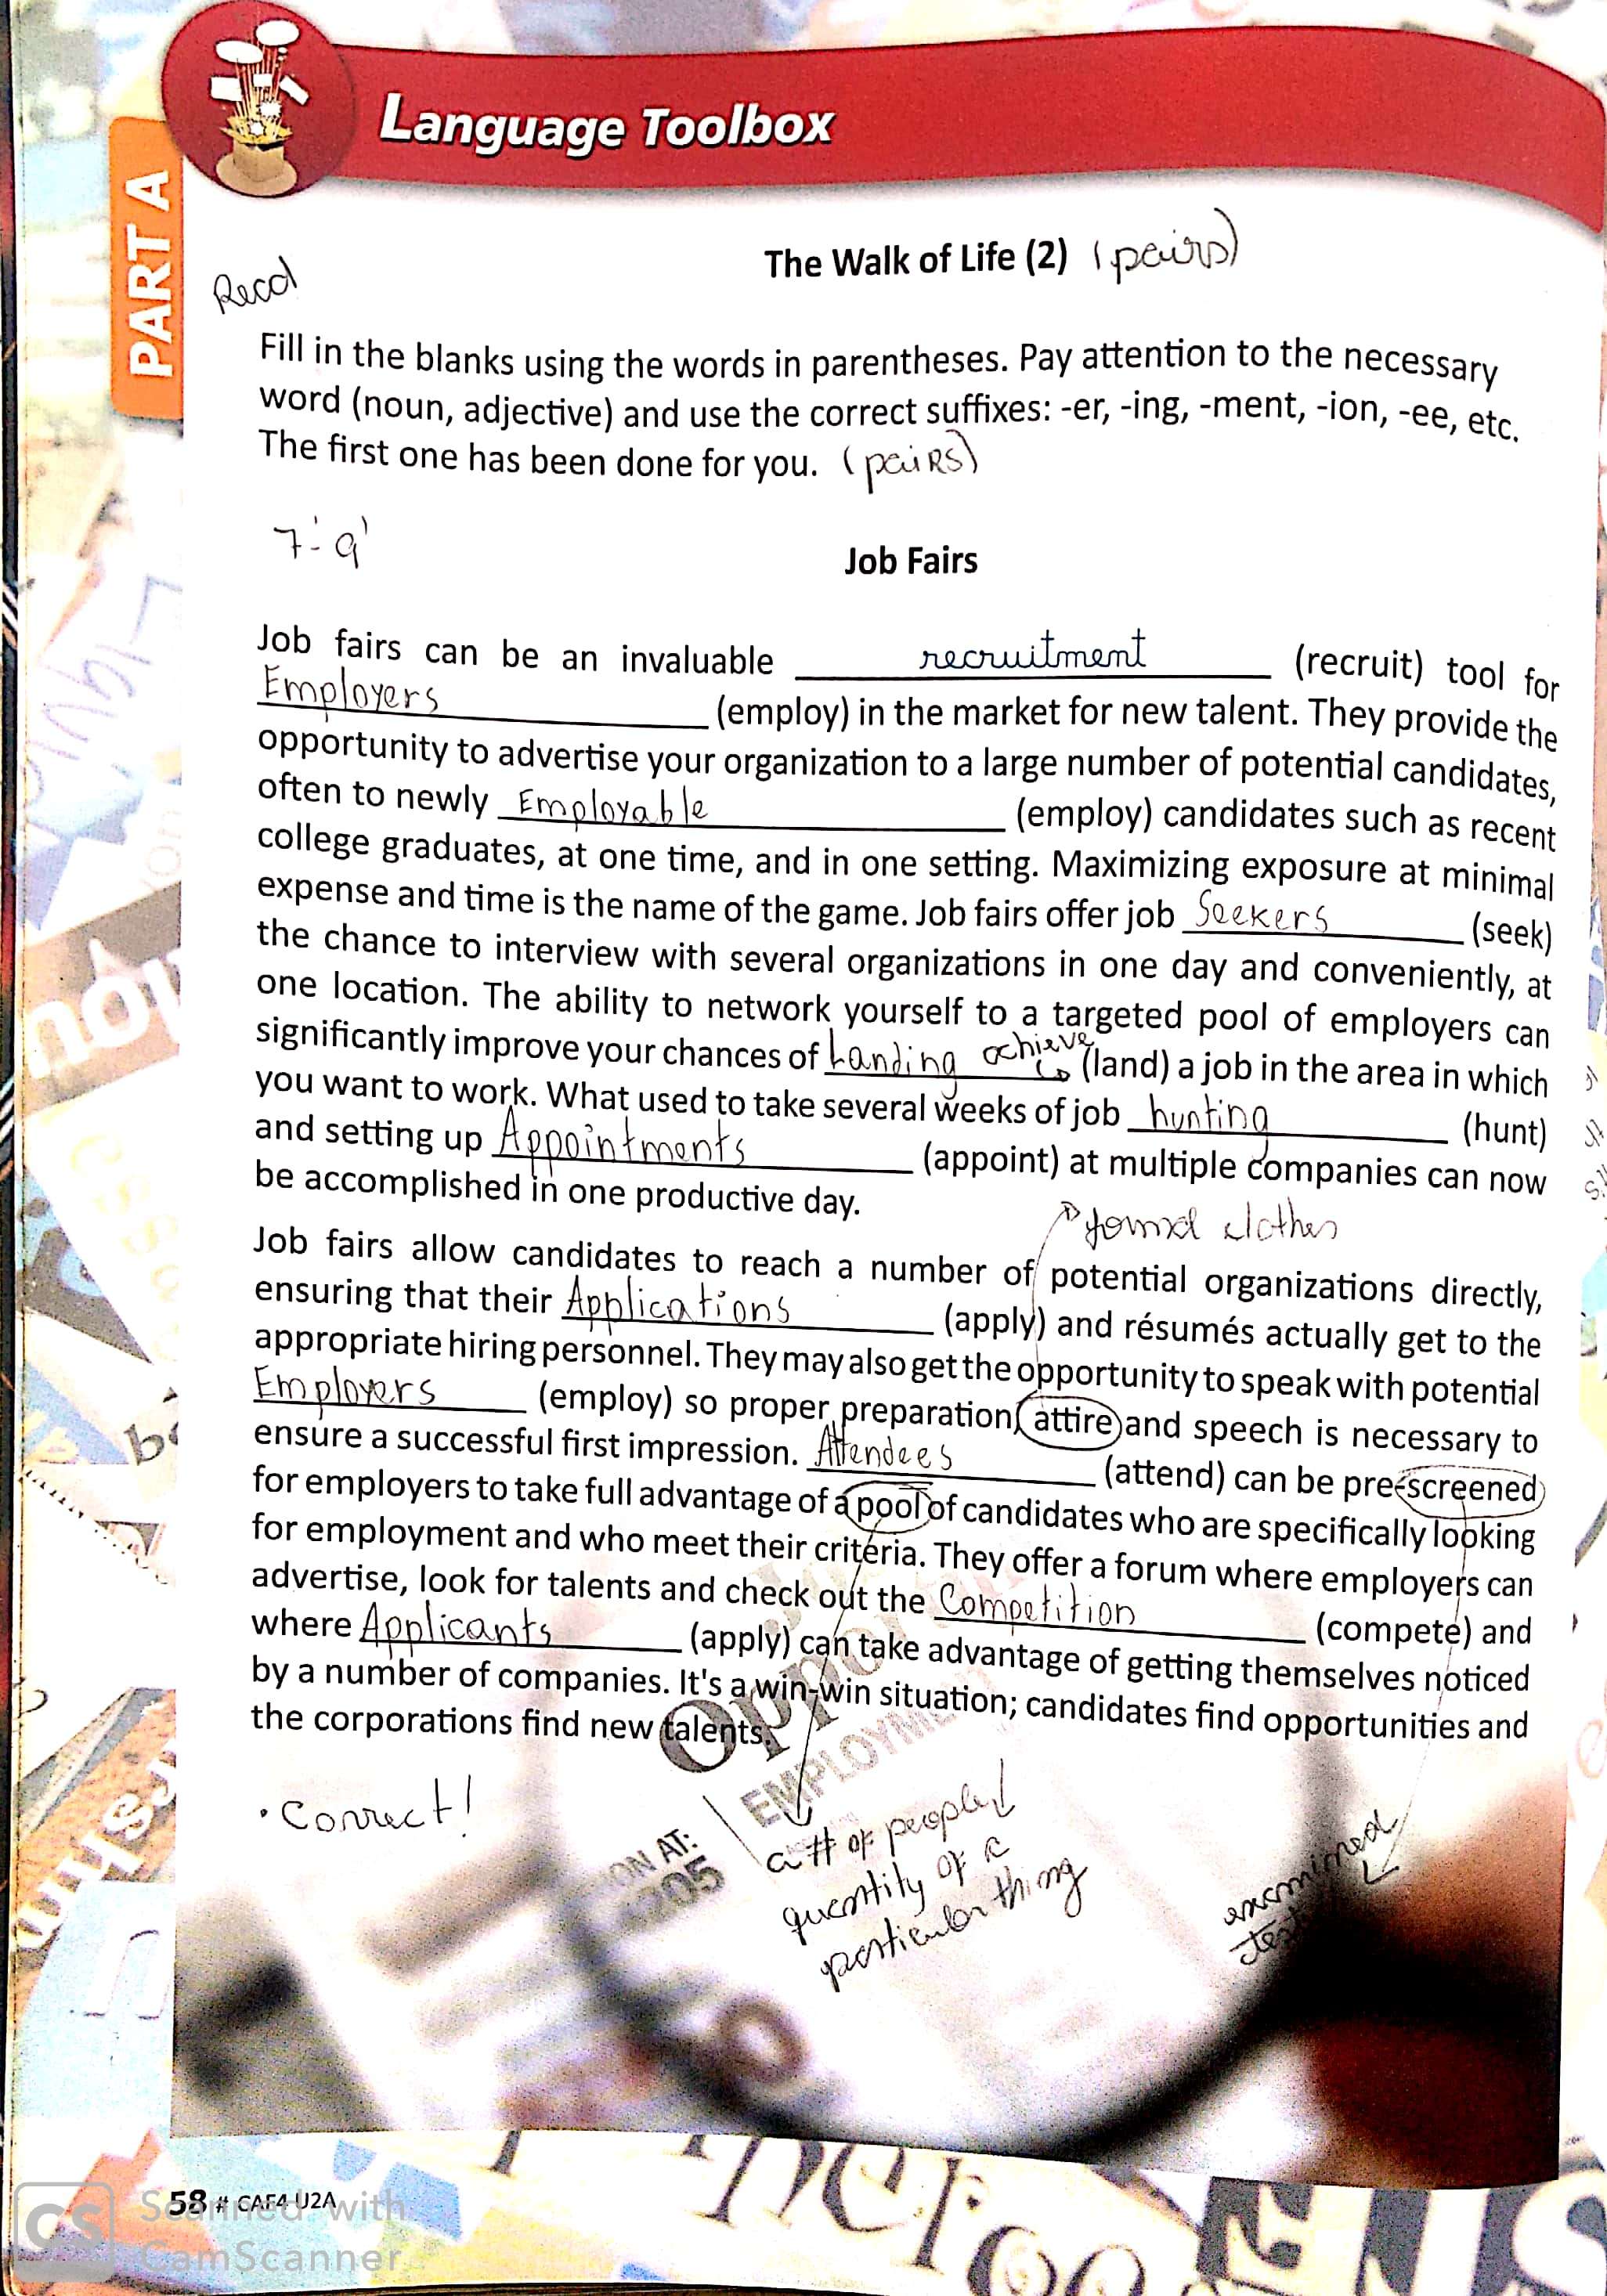 Language Toolbox
PART A
The Walk of Life (2) (pairs)
Read
Fill in the blanks using the words in parentheses. Pay attention to the necessary
word (noun, adjective) and use the correct suffixes: -er, -ing, -ment, -ion, -ee, etc.
The first one has been done for you. (pairs)
7'- 9'
Job Fairs
Job fairs can be an invaluable recruitment (recruit) tool for
Employers (employ) in the market for new talent. They provide the
opportunity to advertise your organization to a large number of potential candidates,
often to newly Employable (employ) candidates such as recent
college graduates, at one time, and in one setting. Maximizing exposure at minimal
expense and time is the name of the game. Job fairs offer job Seekers (seek)
the chance to interview with several organizations in one day and conveniently, at
one location. The ability to network yourself to a targeted pool of employers can
significantly improve your chances of Landing achieve (land) a job in the area in which
you want to work. What used to take several weeks of job hunting (hunt)
and setting up Appointments (appoint) at multiple companies can now
be accomplished in one productive day.
formal clothes
Job fairs allow candidates to reach a number of potential organizations directly,
ensuring that their Applications (apply) and résumés actually get to the
appropriate hiring personnel. They may also get the opportunity to speak with potential
Employers (employ) so proper preparation, attire and speech is necessary to
ensure a successful first impression. Attendees (attend) can be pre-screened
for employers to take full advantage of a pool of candidates who are specifically looking
for employment and who meet their criteria. They offer a forum where employers can
advertise, look for talents and check out the Competition (compete) and
where Applicants (apply) can take advantage of getting themselves noticed
by a number of companies. It's a win-win situation; candidates find opportunities and
the corporations find new talents.
• Correct!
EMPLOYMENT
ON AT:
205
a # of people/
quantity of a
particular thing
examined
58 # CAE4 U2A
CS Scanned with
CamScanner